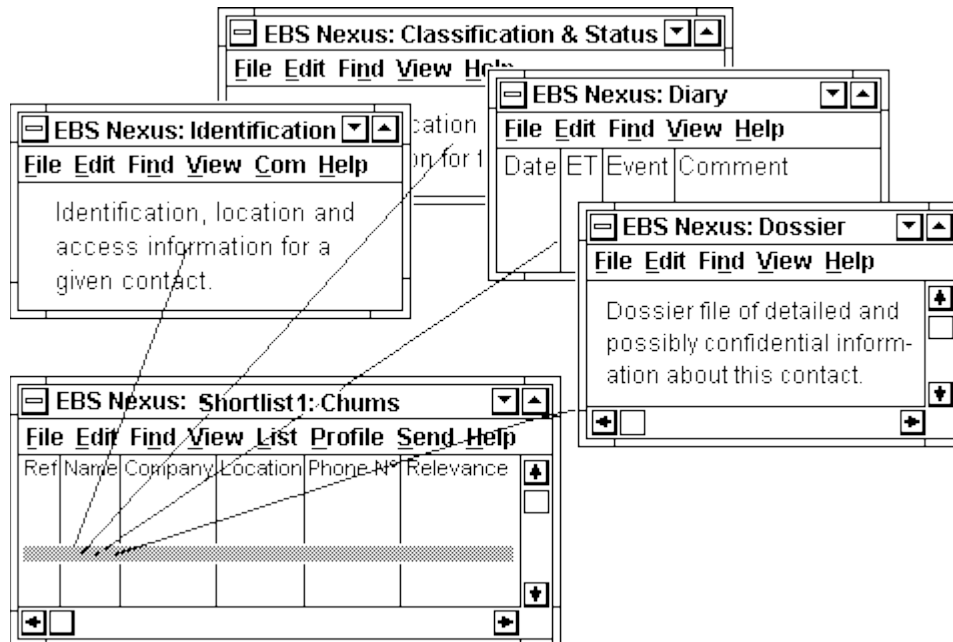 EBS Nexus: Classification & Status
File Edit Find View Help
cation
on for
EBS Nexus: Diary
File Edit Find View Help
Date ET Event Comment
EBS Nexus: Identification
File Edit Find View Com Help
Identification, location and
access information for a
given contact.
EBS Nexus: Dossier
File Edit Find View Help
Dossier file of detailed and
possibly confidential inform-
ation about this contact.
EBS Nexus: Shortlist1: Chums
File Edit Find View List Profile Send Help
Ref Name Company Location Phone Nº Relevance